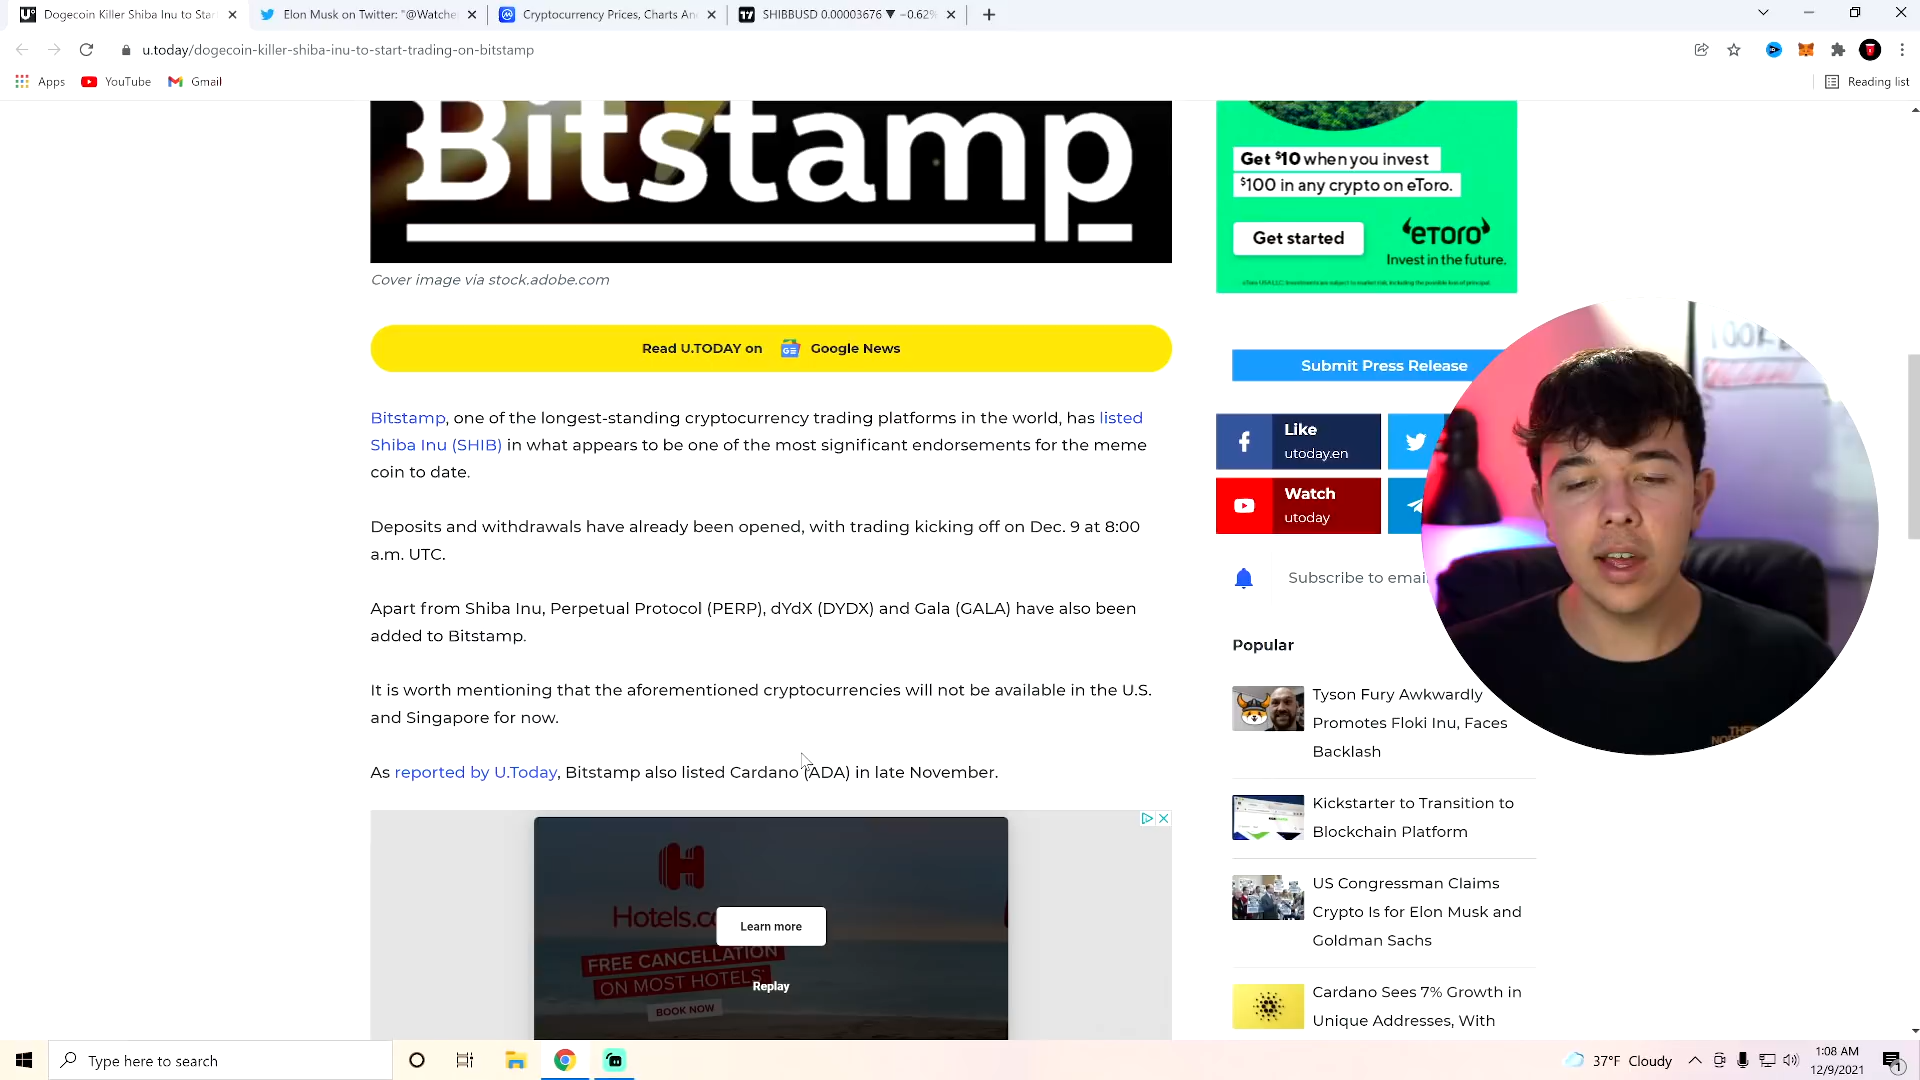 Dogecoin Killer Shiba Inu to Star
Elon Musk on Twitter: "@Watche
Cryptocurrency Prices, Charts An
SHIBBUSD 0.00003676 ▼ −0.62%
u.today/dogecoin-killer-shiba-inu-to-start-trading-on-bitstamp
Apps
YouTube
Gmail
Reading list
Bitstamp
Cover image via stock.adobe.com
Read U.TODAY on Google News
Bitstamp, one of the longest-standing cryptocurrency trading platforms in the world, has listed
Shiba Inu (SHIB) in what appears to be one of the most significant endorsements for the meme
coin to date.
Deposits and withdrawals have already been opened, with trading kicking off on Dec. 9 at 8:00
a.m. UTC.
Apart from Shiba Inu, Perpetual Protocol (PERP), dYdX (DYDX) and Gala (GALA) have also been
added to Bitstamp.
It is worth mentioning that the aforementioned cryptocurrencies will not be available in the U.S.
and Singapore for now.
As reported by U.Today, Bitstamp also listed Cardano (ADA) in late November.
Hotels.c
Learn more
FREE CANCELLATION
ON MOST HOTELS*
Replay
BOOK NOW
Get $10 when you invest
$100 in any crypto on eToro.
Get started
eToro
Invest in the future.
Submit Press Release
Like
utoday.en
Watch
utoday
Subscribe to emai
Popular
Tyson Fury Awkwardly
Promotes Floki Inu, Faces
Backlash
Kickstarter to Transition to
Blockchain Platform
US Congressman Claims
Crypto Is for Elon Musk and
Goldman Sachs
Cardano Sees 7% Growth in
Unique Addresses, With
Type here to search
37°F Cloudy
1:08 AM
12/9/2021
1